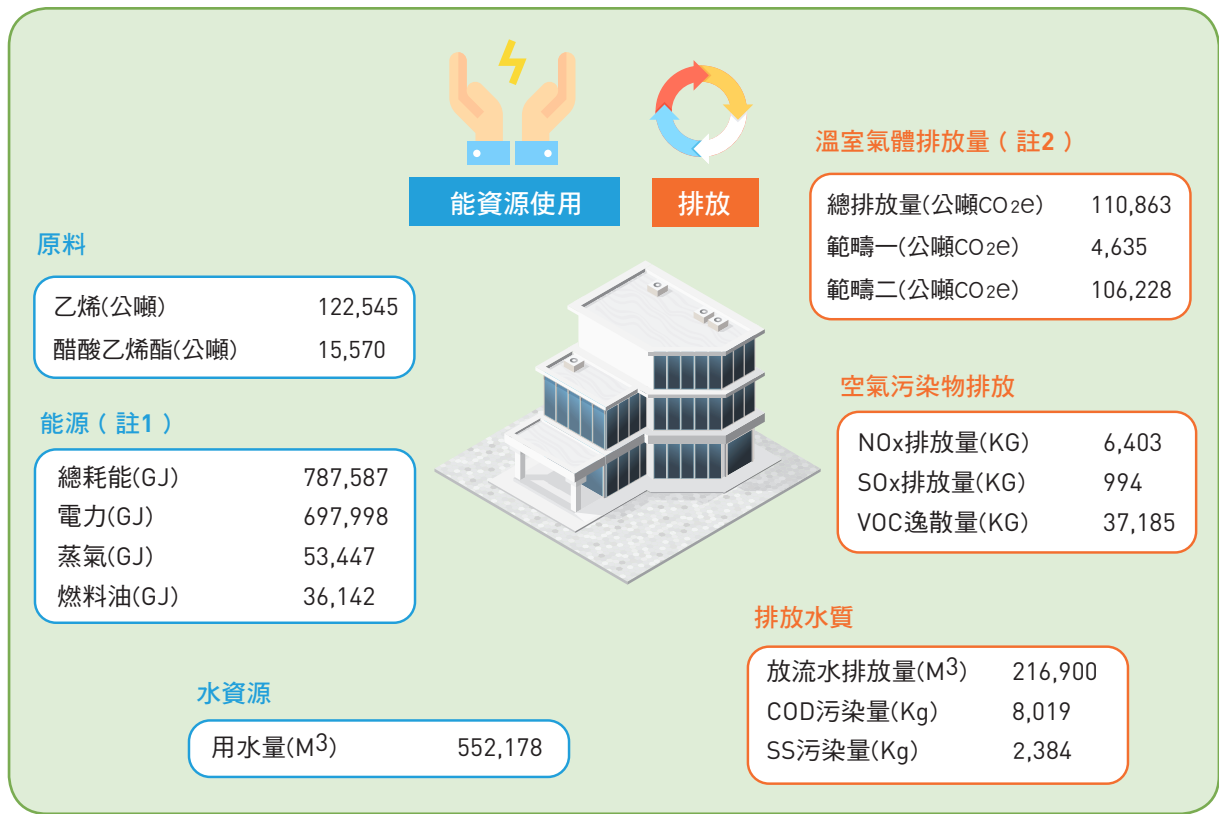 能資源使用
排放
原料
乙烯(公噸) 122,545
醋酸乙烯酯(公噸) 15,570
能源(註1)
總耗能(GJ) 787,587
電力(GJ) 697,998
蒸氣(GJ) 53,447
燃料油(GJ) 36,142
水資源
用水量(M3) 552,178
溫室氣體排放量(註2)
總排放量(公噸CO2e) 110,863
範疇一(公噸CO2e) 4,635
範疇二(公噸CO2e) 106,228
空氣污染物排放
NOx排放量(KG) 6,403
SOx排放量(KG) 994
VOC逸散量(KG) 37,185
排放水質
放流水排放量(M3) 216,900
COD污染量(Kg) 8,019
SS污染量(Kg) 2,384